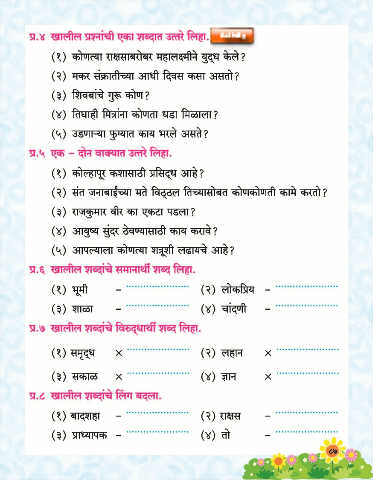 प्र.४ खालील प्रश्नांची एका शब्दात उत्तरे लिहा.
(१) कोणत्या राक्षसाबरोबर महालक्ष्मीने युद्ध केले?
(२) मकर संक्रातीच्या आधी दिवस कसा असतो?
(३) शिवबांचे गुरू कोण?
(४) तिघाही मित्रांना कोणता धडा मिळाला?
(५) उडणाऱ्या फुग्यात काय भरले असते?
प्र.५ एक – दोन वाक्यात उत्तरे लिहा.
(१) कोल्हापूर कशासाठी प्रसिद्ध आहे?
(२) संत जनाबाईंच्या मते विठ्ठल तिच्यासोबत कोणकोणती कामे करतो?
(३) राजकुमार वीर का एकटा पडला?
(४) आयुष्य सुंदर ठेवण्यासाठी काय करावे?
(५) आपल्याला कोणत्या शत्रूशी लढायचे आहे?
प्र.६ खालील शब्दांचे समानार्थी शब्द लिहा.
(१) भूमी – .................... (२) लोकप्रिय – ....................
(३) शाळा – .................... (४) चांदणी – ....................
प्र.७ खालील शब्दांचे विरुद्धार्थी शब्द लिहा.
(१) समृद्ध × .................... (२) लहान × ....................
(३) सकाळ × .................... (४) ज्ञान × ....................
प्र.८ खालील शब्दांचे लिंग बदला.
(१) बादशहा – .................... (२) राक्षस – ....................
(३) प्राध्यापक – .................... (४) तो – ....................